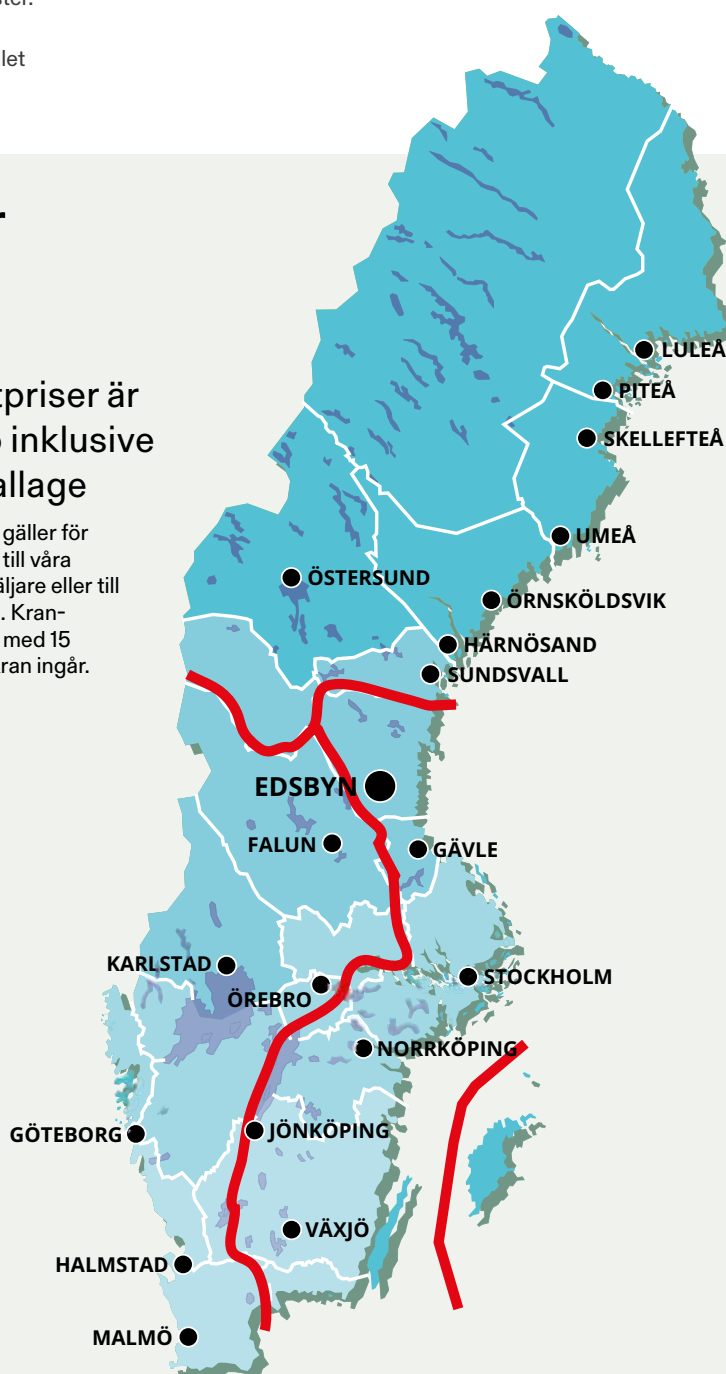 let
tpriser är
inklusive
allage
gäller för
till våra
äljare eller till
. Kran-
med 15
ran ingår.
LULEÅ
PITEÅ
SKELLEFTEÅ
UMEÅ
ÖSTERSUND
ÖRNSKÖLDSVIK
HÄRNÖSAND
SUNDSVALL
EDSBYN
FALUN
GÄVLE
KARLSTAD
STOCKHOLM
ÖREBRO
NORRKÖPING
GÖTEBORG
JÖNKÖPING
VÄXJÖ
HALMSTAD
MALMÖ